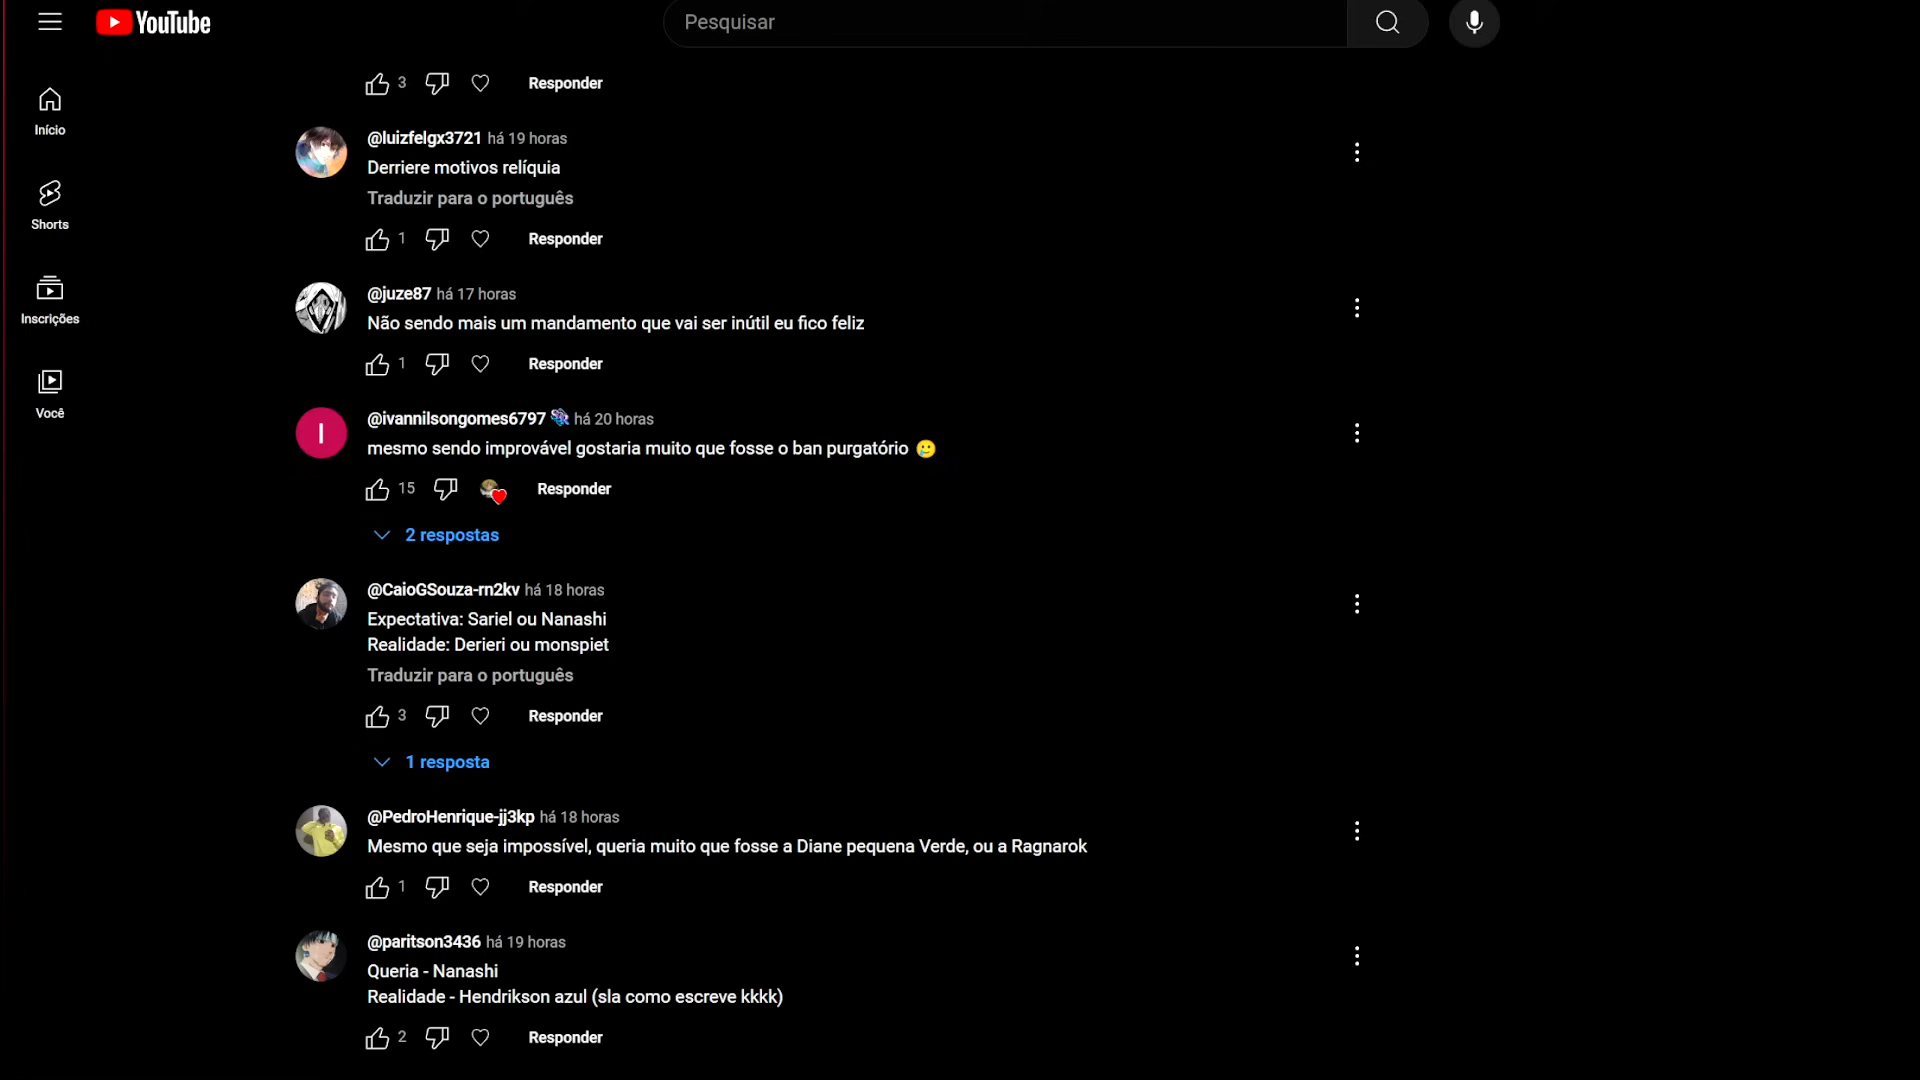 YouTube
Pesquisar
3 Responder
Início
@luizfelgx3721 há 19 horas
Derriere motivos relíquia
Traduzir para o português
1 Responder
Shorts
@juze87 há 17 horas
Não sendo mais um mandamento que vai ser inútil eu fico feliz
1 Responder
Inscrições
Você
I
@ivannilsongomes6797 há 20 horas
mesmo sendo improvável gostaria muito que fosse o ban purgatório 🥲
15 Responder
2 respostas
@CaioGSouza-rn2kv há 18 horas
Expectativa: Sariel ou Nanashi
Realidade: Derieri ou monspiet
Traduzir para o português
3 Responder
1 resposta
@PedroHenrique-jj3kp há 18 horas
Mesmo que seja impossível, queria muito que fosse a Diane pequena Verde, ou a Ragnarok
1 Responder
@paritson3436 há 19 horas
Queria - Nanashi
Realidade - Hendrikson azul (sla como escreve kkkk)
2 Responder